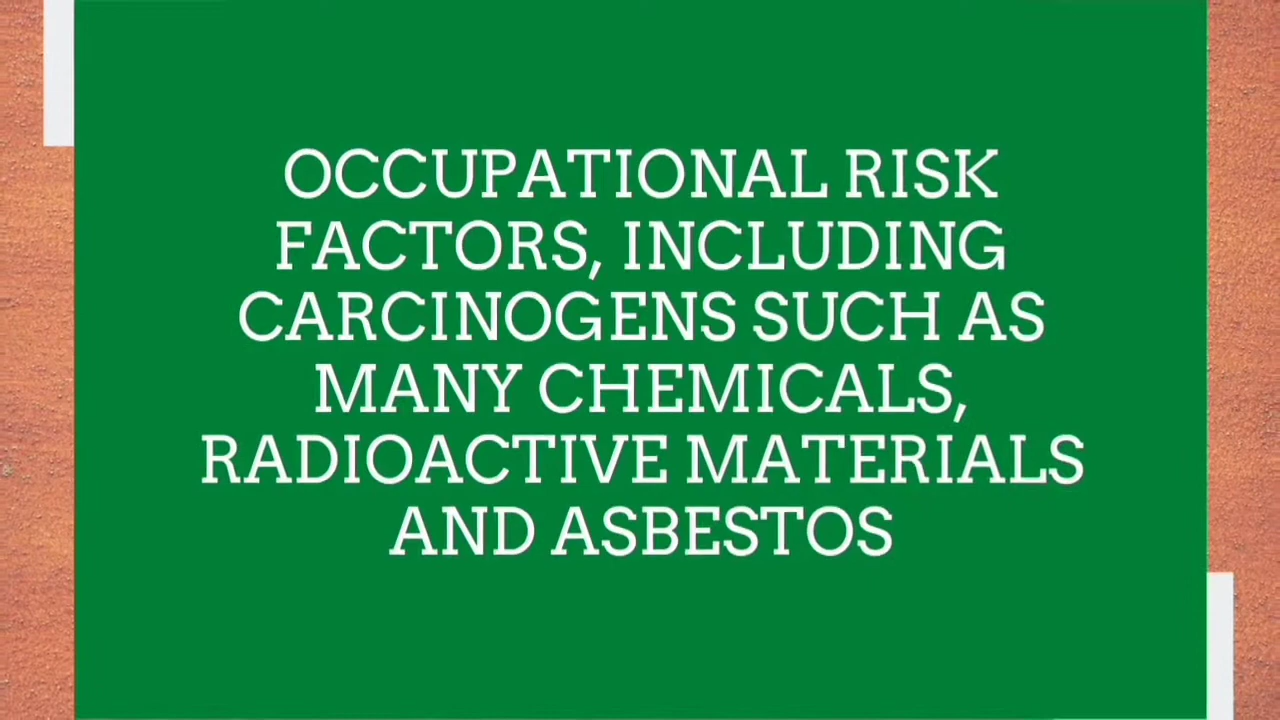 OCCUPATIONAL RISK
FACTORS, INCLUDING
CARCINOGENS SUCH AS
MANY CHEMICALS,
RADIOACTIVE MATERIALS
AND ASBESTOS